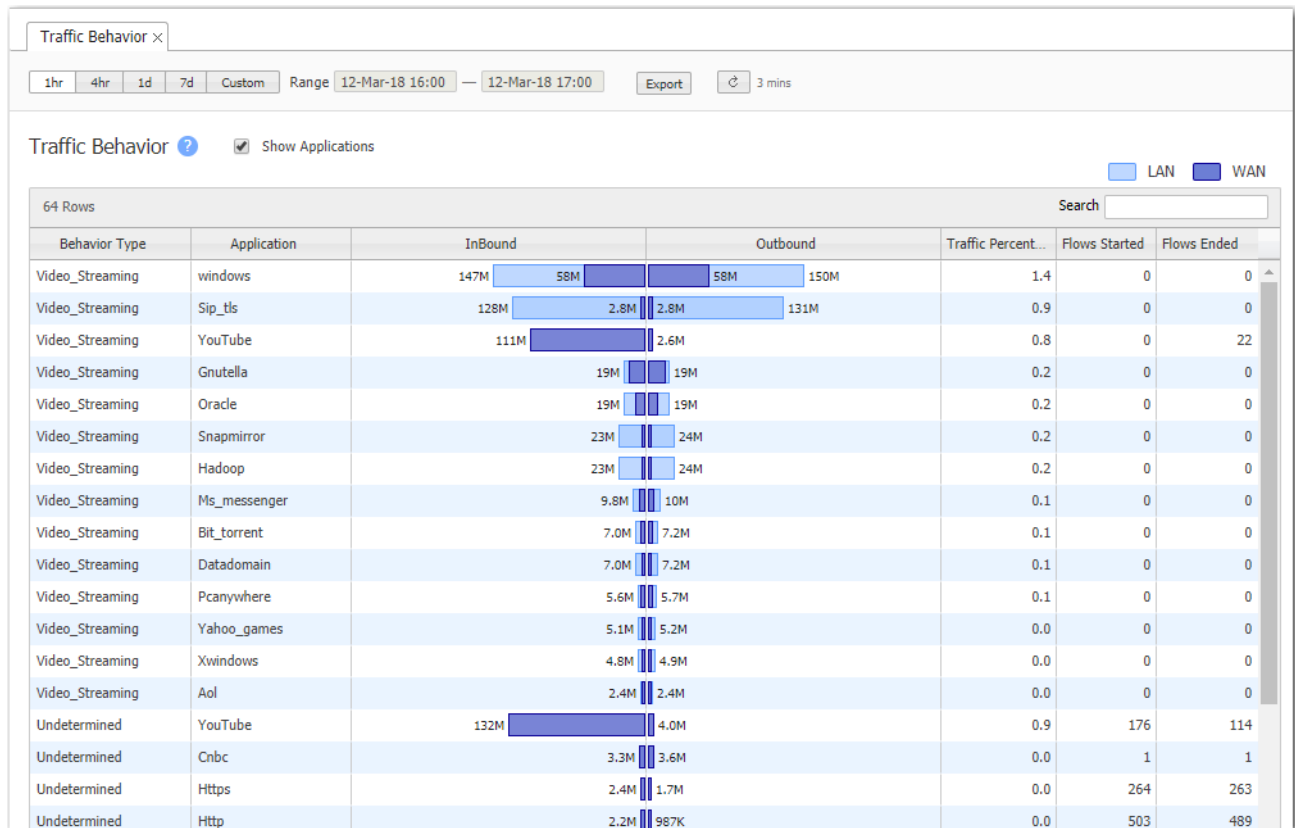 Traffic Behavior ×
1hr 4hr 1d 7d Custom Range 12-Mar-18 16:00 — 12-Mar-18 17:00 Export 3 mins
Traffic Behavior ? Show Applications
LAN WAN
64 Rows Search
Behavior Type Application InBound Outbound Traffic Percent... Flows Started Flows Ended
Video_Streaming windows 147M 58M 58M 150M 1.4 0 0
Video_Streaming Sip_tls 128M 2.8M 2.8M 131M 0.9 0 0
Video_Streaming YouTube 111M 2.6M 0.8 0 22
Video_Streaming Gnutella 19M 19M 0.2 0 0
Video_Streaming Oracle 19M 19M 0.2 0 0
Video_Streaming Snapmirror 23M 24M 0.2 0 0
Video_Streaming Hadoop 23M 24M 0.2 0 0
Video_Streaming Ms_messenger 9.8M 10M 0.1 0 0
Video_Streaming Bit_torrent 7.0M 7.2M 0.1 0 0
Video_Streaming Datadomain 7.0M 7.2M 0.1 0 0
Video_Streaming Pcanywhere 5.6M 5.7M 0.1 0 0
Video_Streaming Yahoo_games 5.1M 5.2M 0.0 0 0
Video_Streaming Xwindows 4.8M 4.9M 0.0 0 0
Video_Streaming Aol 2.4M 2.4M 0.0 0 0
Undetermined YouTube 132M 4.0M 0.9 176 114
Undetermined Cnbc 3.3M 3.6M 0.0 1 1
Undetermined Https 2.4M 1.7M 0.0 264 263
Undetermined Http 2.2M 987K 0.0 503 489